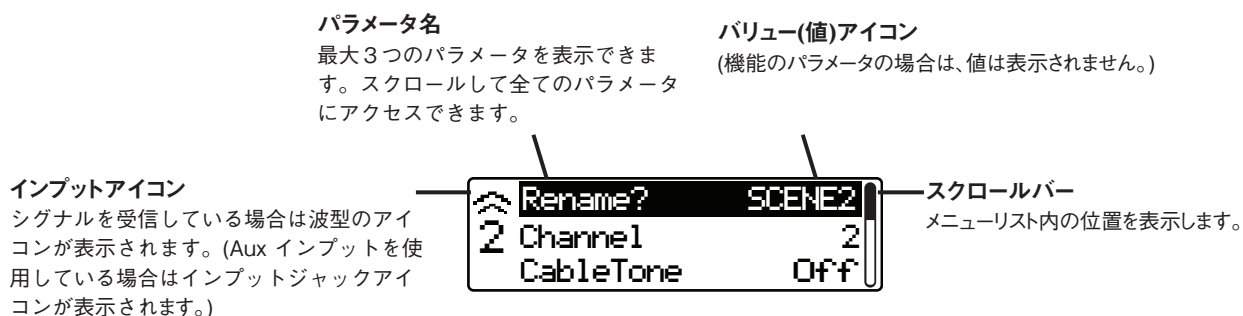 パラメータ名
最大３つのパラメータを表示できま
す。スクロールして全てのパラメータ
にアクセスできます。
バリュー(値)アイコン
(機能のパラメータの場合は、値は表示されません。)
インプットアイコン
シグナルを受信している場合は波型のアイ
コンが表示されます。(Aux インプットを使
用している場合はインプットジャックアイ
コンが表示されます。)
Rename? SCENE2
2 Channel 2
CableTone Off
スクロールバー
メニューリスト内の位置を表示します。